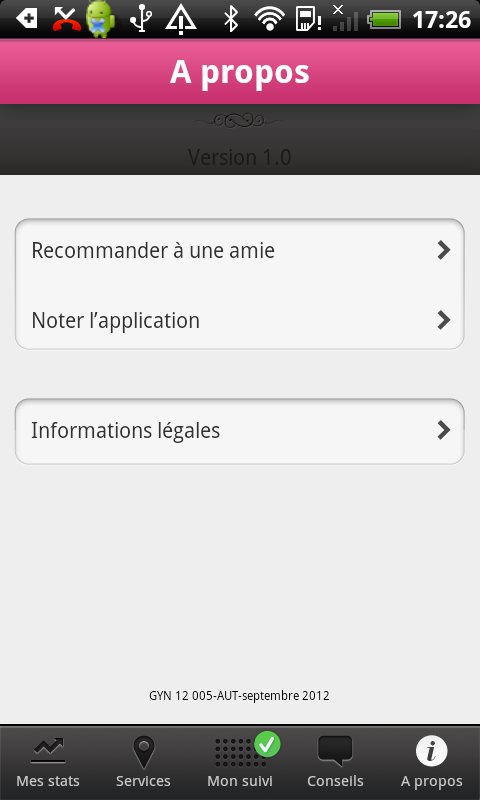 17:26
A propos
Version 1.0
Recommander à une amie
Noter l’application
Informations légales
GYN 12 005-AUT-septembre 2012
Mes stats
Services
Mon suivi
Conseils
A propos